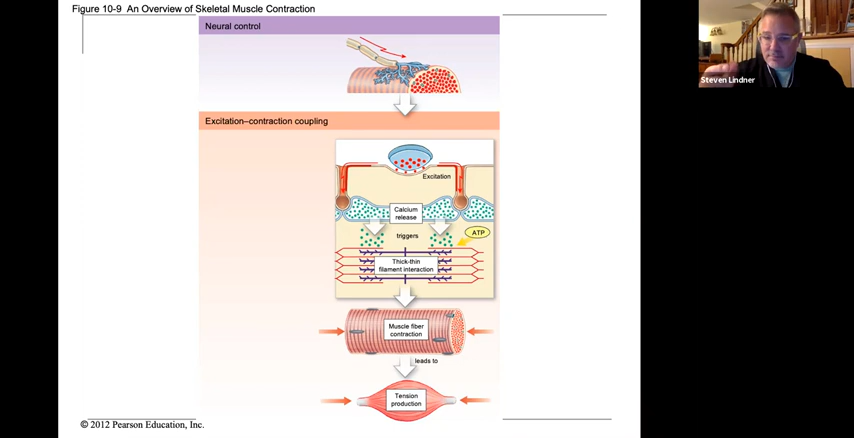 Figure 10-9 An Overview of Skeletal Muscle Contraction
Neural control
Excitation–contraction coupling
Excitation
Calcium
release
triggers
ATP
Thick-thin
filament interaction
Muscle fiber
contraction
leads to
Tension
production
© 2012 Pearson Education, Inc.
Steven Lindner